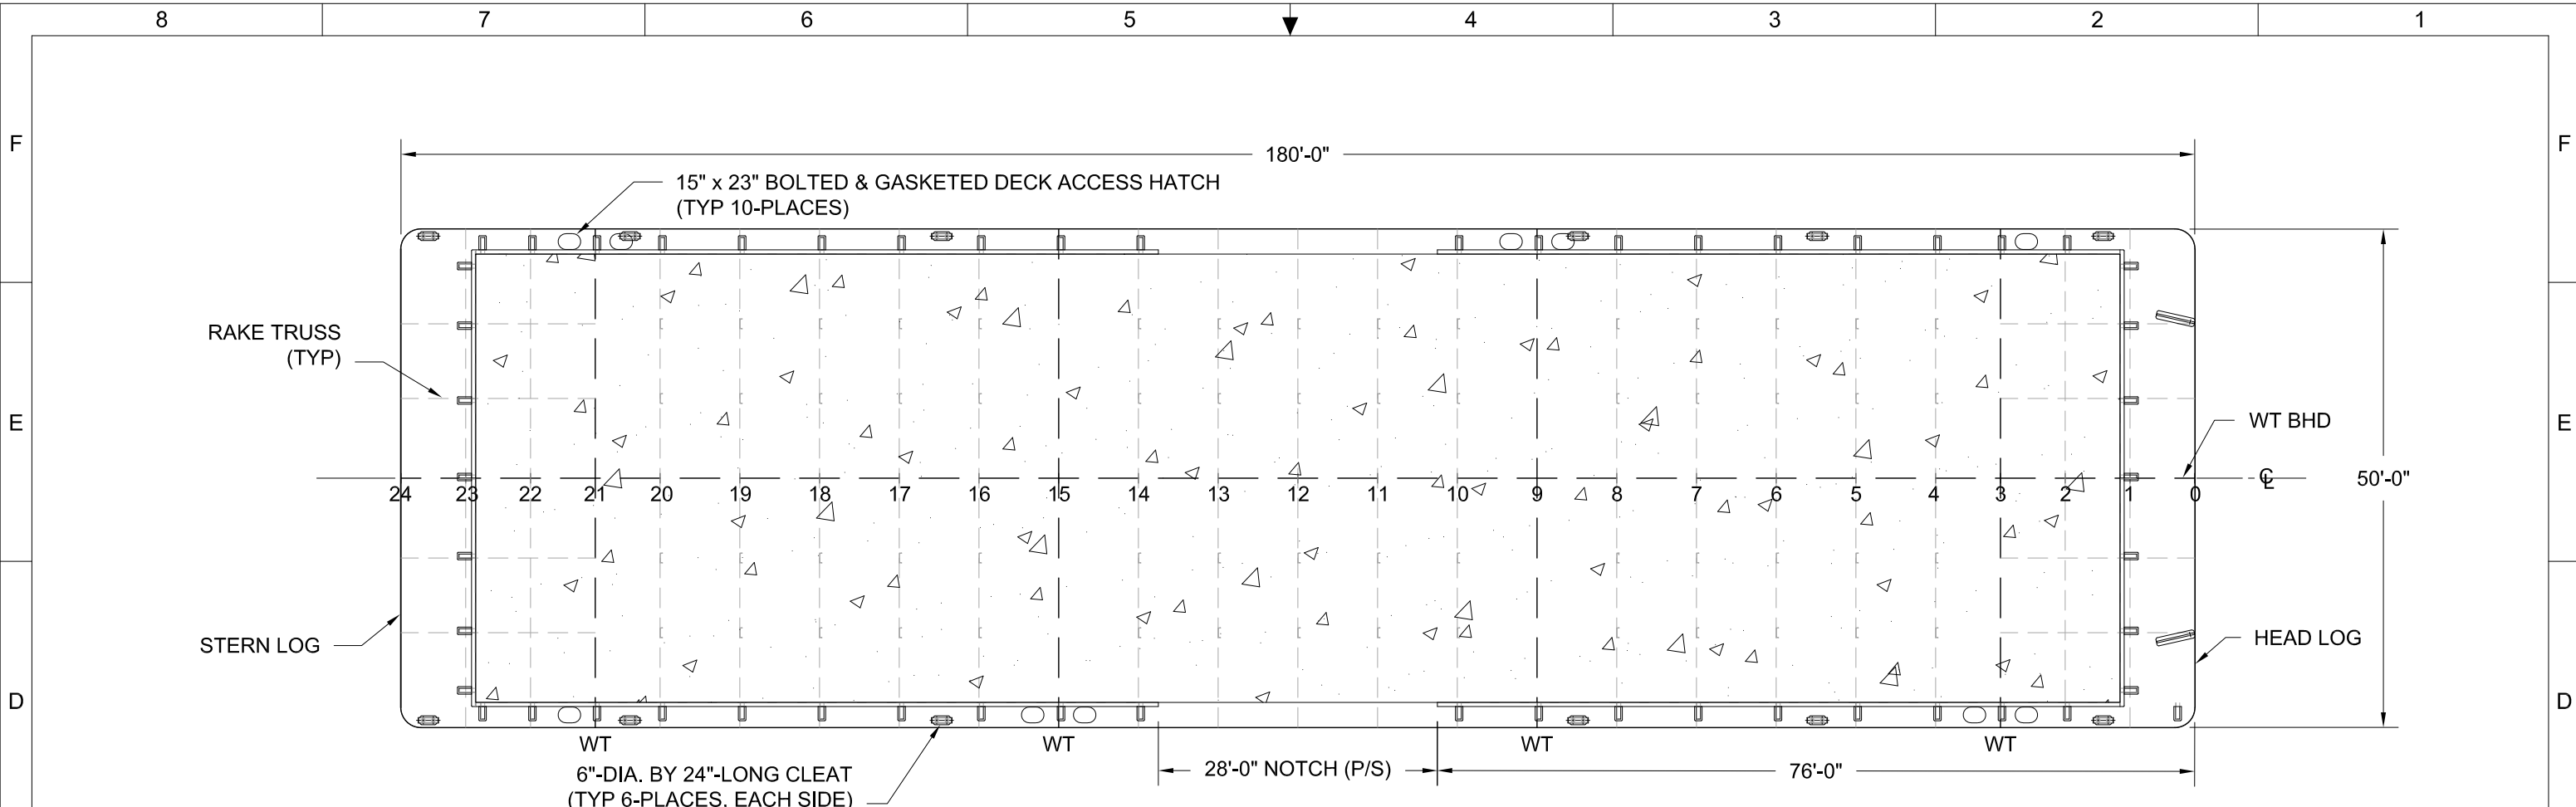 8 7 6 5 4 3 2 1
F F
180'-0"
15" x 23" BOLTED & GASKETED DECK ACCESS HATCH
(TYP 10-PLACES)
RAKE TRUSS
(TYP)
E E
WT BHD
24 23 22 21 20 19 18 17 16 15 14 13 12 11 10 9 8 7 6 5 4 3 2 1 0 ℄
50'-0"
STERN LOG
HEAD LOG
D D
WT WT WT WT
28'-0" NOTCH (P/S)
76'-0"
6"-DIA. BY 24"-LONG CLEAT
(TYP 6-PLACES, EACH SIDE)